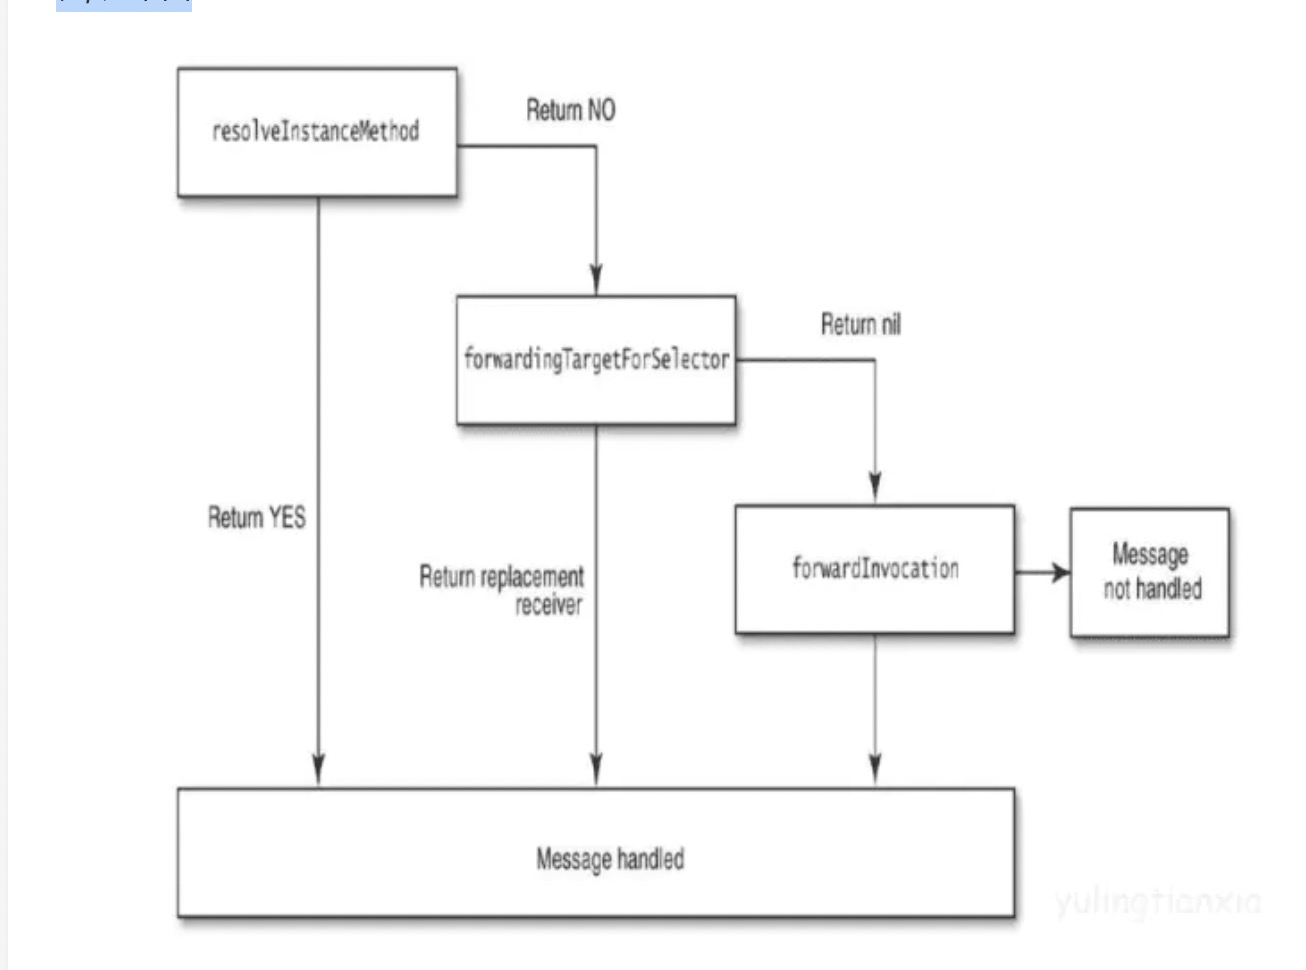 resolveInstanceMethod
Return NO
forwardingTargetForSelector
Return nil
Return YES
Return replacement
receiver
forwardInvocation
Message
not handled
Message handled
yulingtianxia